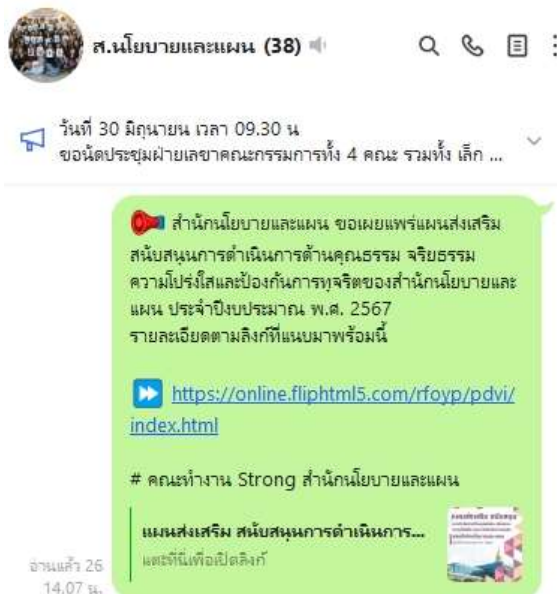 ส.นโยบายและแผน (38)
วันที่ 30 มิถุนายน เวลา 09.30 น
ขอนัดประชุมฝ่ายเลขาคณะกรรมการทั้ง 4 คณะ รวมทั้ง เล็ก ...
สำนักนโยบายและแผน ขอเผยแพร่แผนส่งเสริม
สนับสนุนการดำเนินการด้านคุณธรรม จริยธรรม
ความโปร่งใสและป้องกันการทุจริตของสำนักนโยบายและ
แผน ประจำปีงบประมาณ พ.ศ. 2567
รายละเอียดตามลิงก์ที่แนบมาพร้อมนี้
https://online.fliphtml5.com/rfoyp/pdvi/
index.html
# คณะทำงาน Strong สำนักนโยบายและแผน
แผนส่งเสริม สนับสนุนการดำเนินการ...
แตะที่นี่เพื่อเปิดลิงก์
อ่านแล้ว 26
14.07 น.